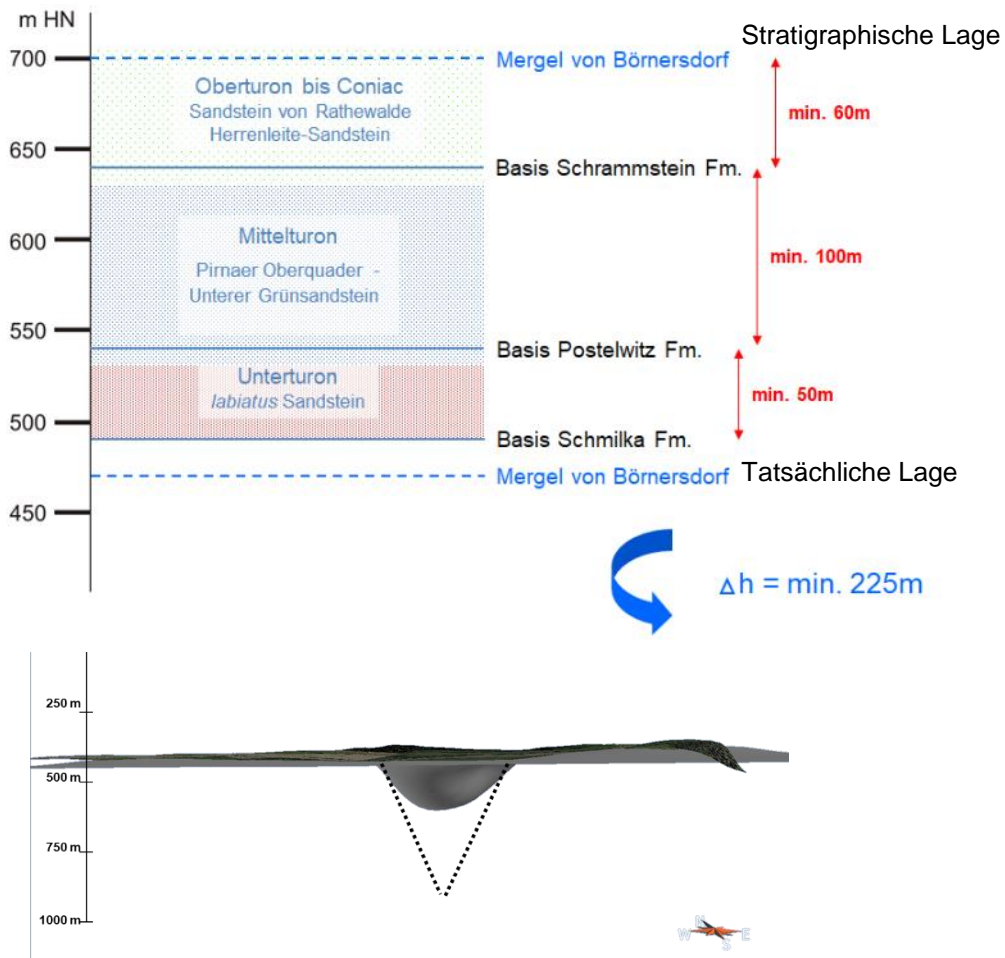 m HN
Stratigraphische Lage
700
Mergel von Börnersdorf
Oberturon bis Coniac
Sandstein von Rathewalde
Herrenleite-Sandstein
min. 60m
650
Basis Schrammstein Fm.
600
Mittelturon
Pirnaer Oberquader -
Unterer Grünsandstein
min. 100m
550
Basis Postelwitz Fm.
Unterturon
labiatus Sandstein
min. 50m
500
Basis Schmilka Fm.
Mergel von Börnersdorf Tatsächliche Lage
450
Δh = min. 225m
250 m
500 m
750 m
1000 m
N
W E
S